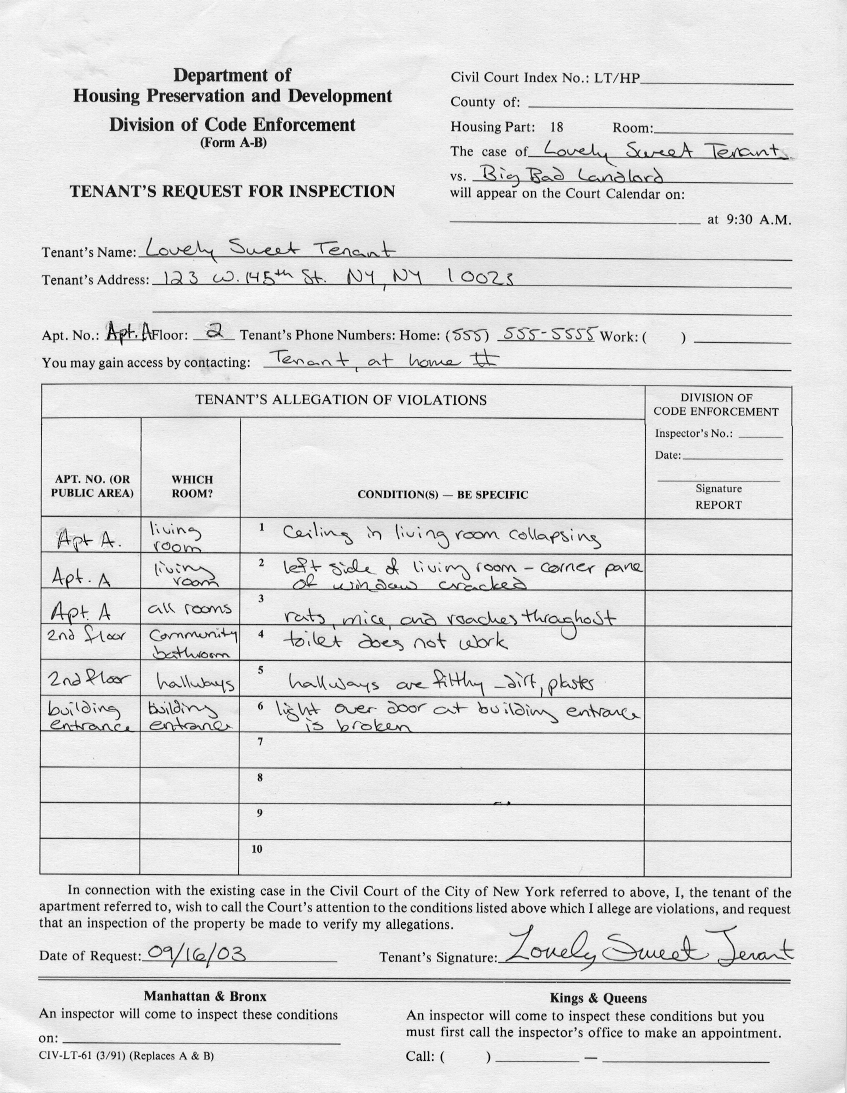 Department of
Housing Preservation and Development
Division of Code Enforcement
(Form A-B)
TENANT'S REQUEST FOR INSPECTION
Civil Court Index No.: LT/HP
County of:
Housing Part: 18 Room:
The case of Lovely Sweet Tenant
vs. Big Bad Landlord
will appear on the Court Calendar on:
at 9:30 A.M.
Tenant's Name: Lovely Sweet Tenant
Tenant's Address: 123 W. 145th St. NY, NY 10023
Apt. No.: Apt. A Floor: 2 Tenant's Phone Numbers: Home: (555) 555-5555 Work: ( )
You may gain access by contacting: Tenant, at home #
TENANT'S ALLEGATION OF VIOLATIONS
DIVISION OF
CODE ENFORCEMENT
Inspector's No.:
Date:
Signature
REPORT
APT. NO. (OR
PUBLIC AREA)
WHICH
ROOM?
CONDITION(S) — BE SPECIFIC
Apt A.
living
room
1 Ceiling in living room collapsing
Apt. A
living
room
2 left side of living room - corner pane
of window cracked
Apt. A
all rooms
3 rats, mice, and roaches throughout
2nd floor
Community
bathroom
4 toilet does not work
2nd floor
hallways
5 hallways are filthy - dirt,
building
entrance
building
entrance
6 light over door at building entrance
is broken
7
8
9
10
In connection with the existing case in the Civil Court of the City of New York referred to above, I, the tenant of the
apartment referred to, wish to call the Court's attention to the conditions listed above which I allege are violations, and request
that an inspection of the property be made to verify my allegations.
Date of Request: 09/16/03 Tenant's Signature: Lovely Sweet Tenant
Manhattan & Bronx
An inspector will come to inspect these conditions
on:
CIV-LT-61 (3/91) (Replaces A & B)
Kings & Queens
An inspector will come to inspect these conditions but you
must first call the inspector's office to make an appointment.
Call: ( ) —